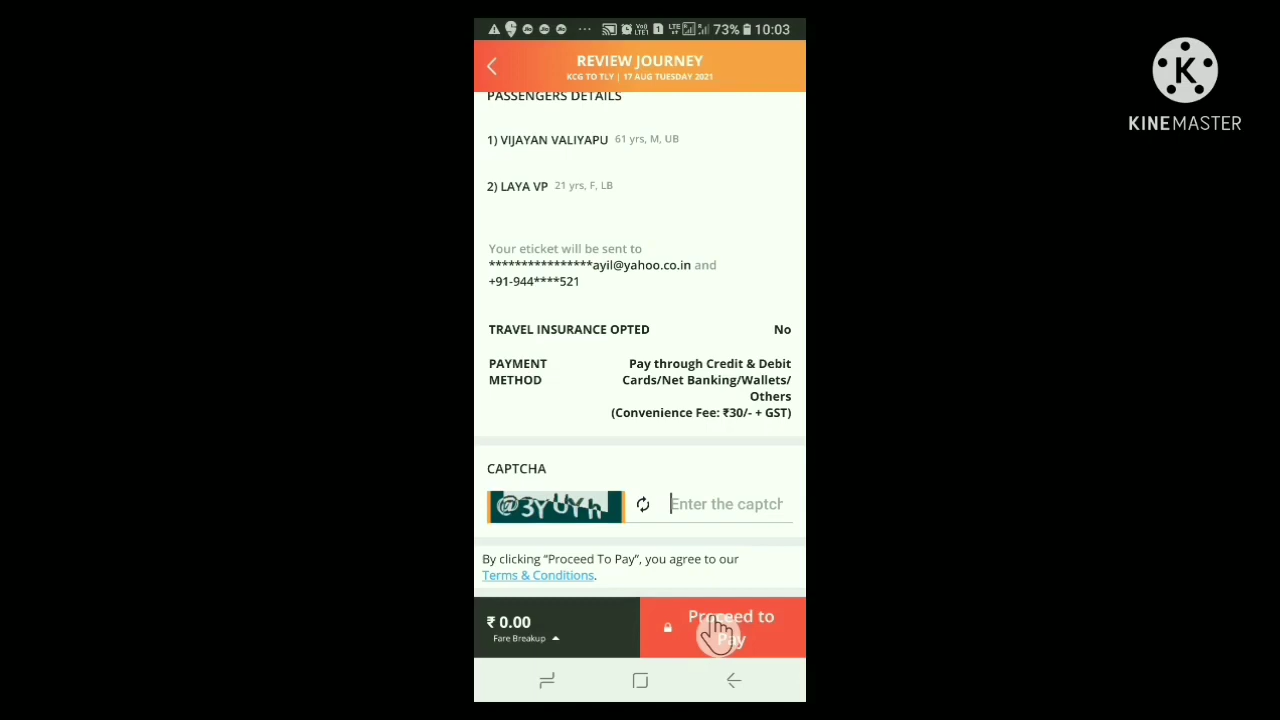 73% 10:03
REVIEW JOURNEY
KCG TO TLY | 17 AUG TUESDAY 2021
PASSENGERS DETAILS
1) VIJAYAN VALIYAPU 61 yrs, M, UB
2) LAYA VP 21 yrs, F, LB
Your eticket will be sent to
****************ayil@yahoo.co.in and
+91-944****521
TRAVEL INSURANCE OPTED No
PAYMENT METHOD
Pay through Credit & Debit
Cards/Net Banking/Wallets/
Others
(Convenience Fee: ₹30/- + GST)
CAPTCHA
Enter the captch
By clicking “Proceed To Pay”, you agree to our
Terms & Conditions.
₹ 0.00
Fare Breakup
Proceed to
Pay
K
KINEMASTER